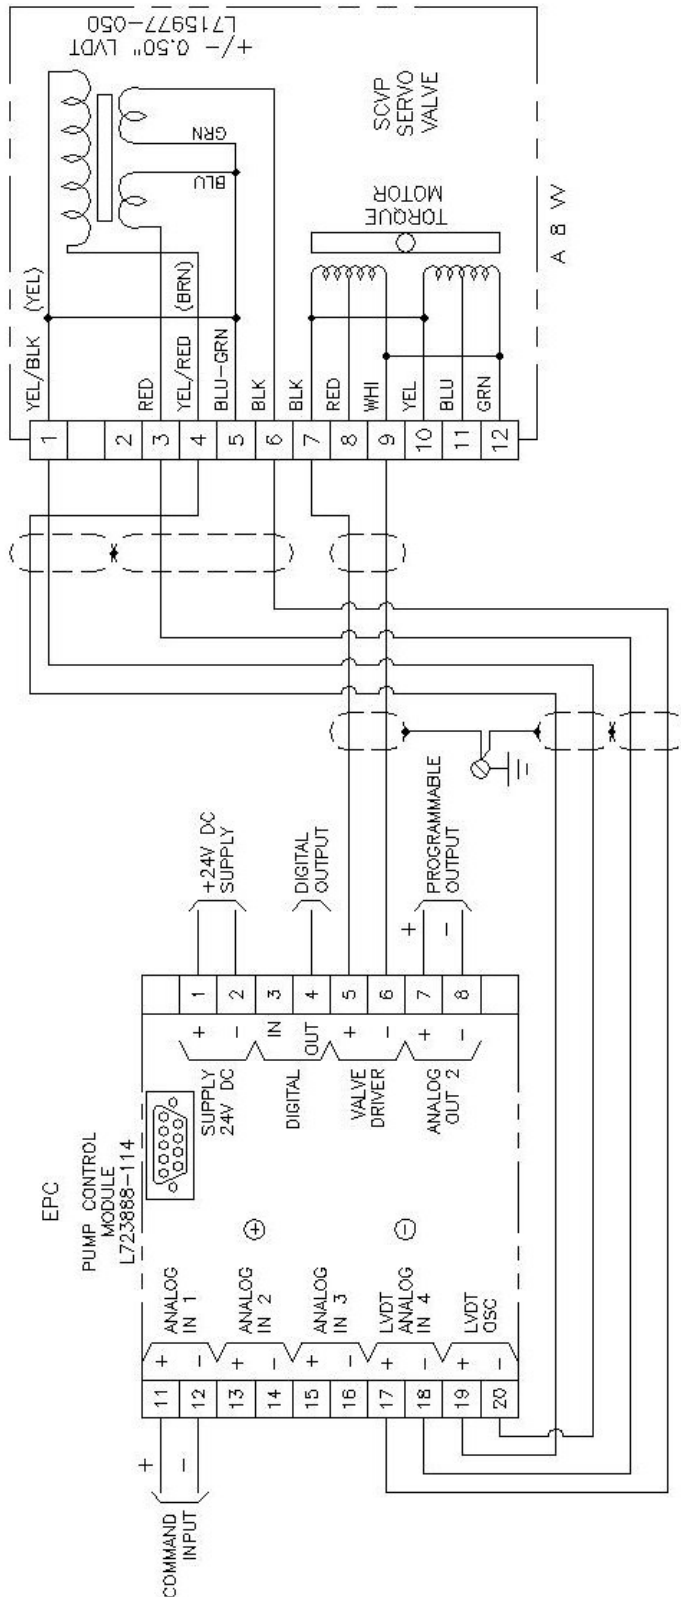 L715977-050
+/- 0.50" LVDT
SCVP
SERVO
VALVE
GRN
BLU
TORQUE
MOTOR
A 8 W
YEL/BLK (YEL)
RED
YEL/RED (BRN)
BLU-GRN
BLK
BLK
RED
WHI
YEL
BLU
GRN
1
2
3
4
5
6
7
8
9
10
11
12
+24V DC
SUPPLY
DIGITAL
OUTPUT
PROGRAMMABLE
OUTPUT
+
-
1
2
3
4
5
6
7
8
+
-
IN
OUT
+
-
+
-
SUPPLY
24V DC
DIGITAL
VALVE
DRIVER
ANALOG
OUT 2
EPC
PUMP CONTROL
MODULE
L723888-114
+
-
ANALOG
IN 1
ANALOG
IN 2
ANALOG
IN 3
LVDT
ANALOG
IN 4
LVDT
OSC
+
-
+
-
+
-
+
-
+
-
11
12
13
14
15
16
17
18
19
20
+
-
COMMAND
INPUT